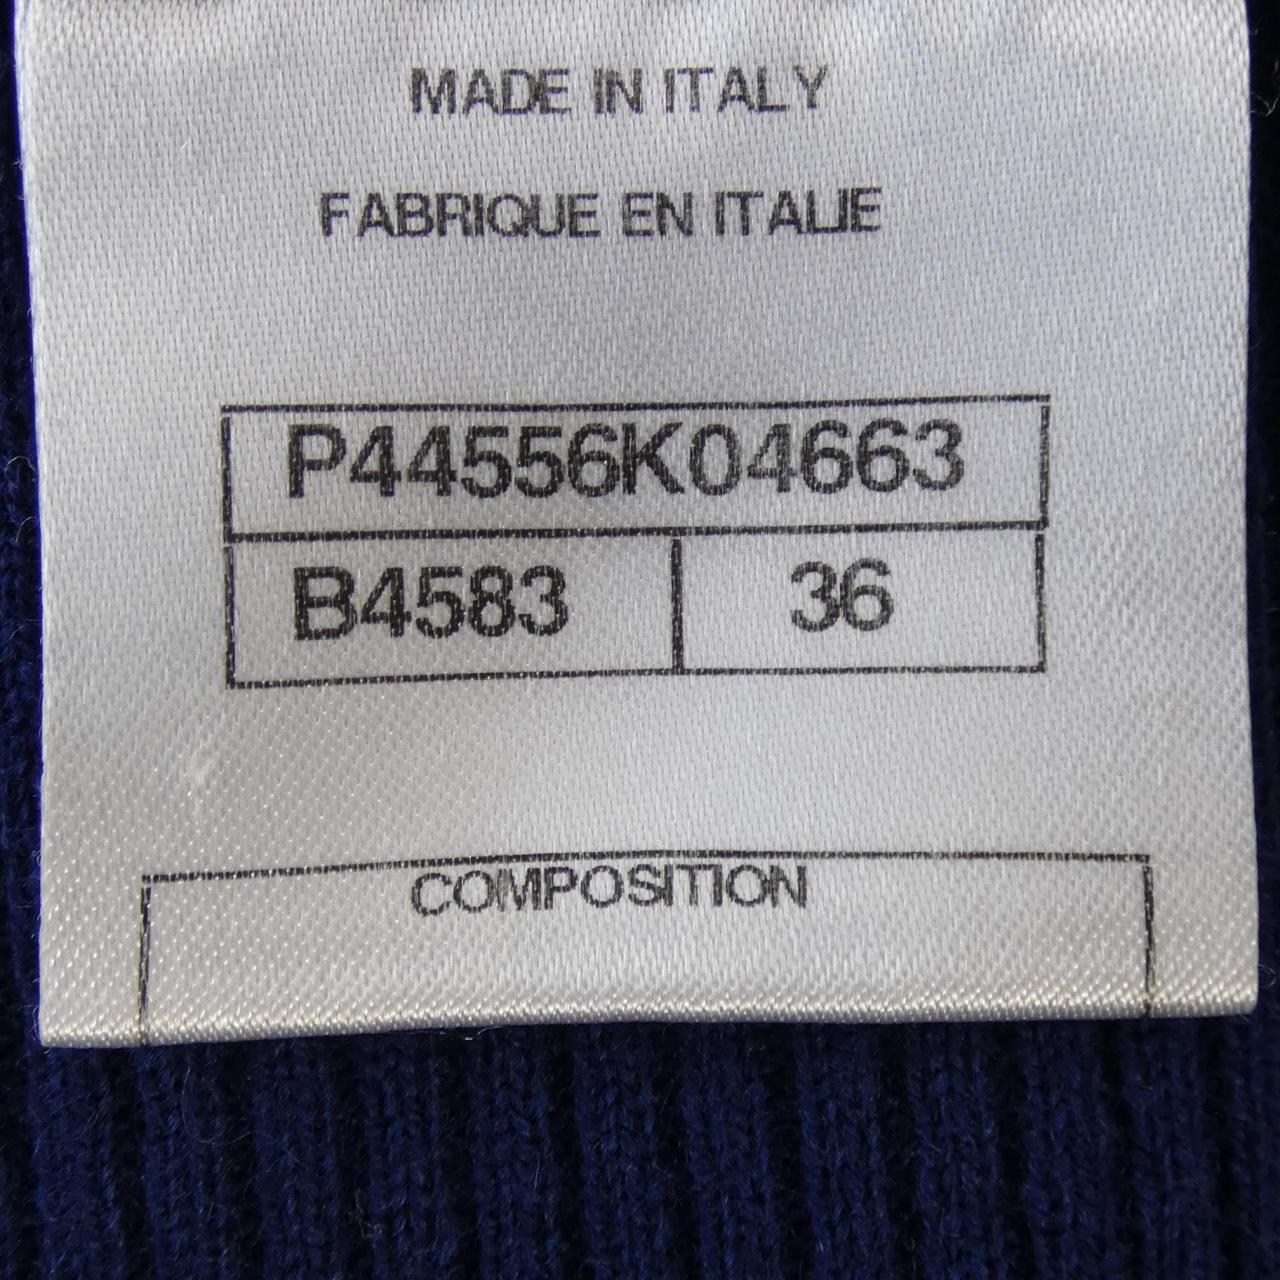 MADE IN ITALY
FABRIQUE EN ITALIE
P44556K04663
B4583 36
COMPOSITION